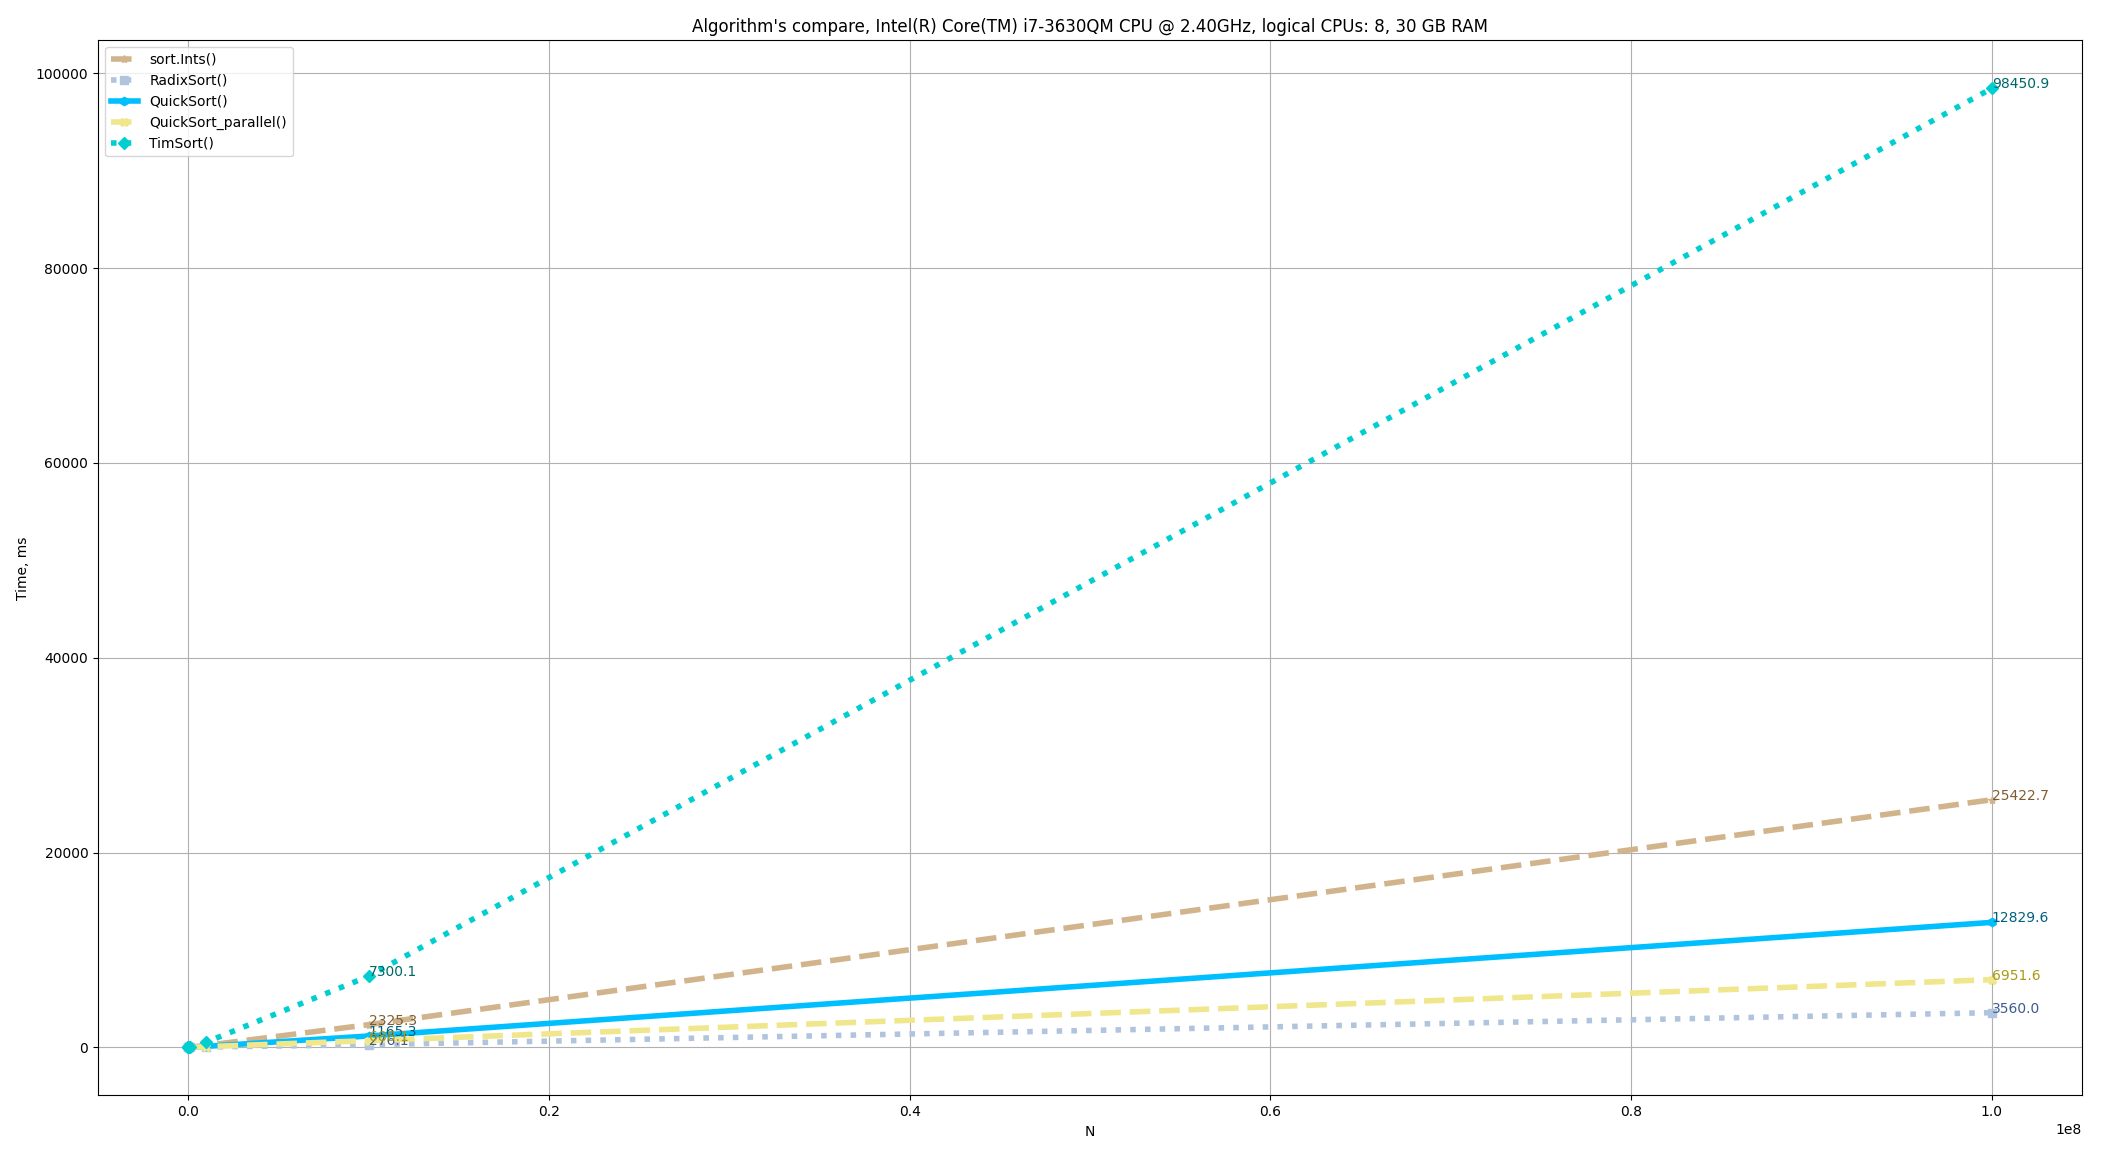 Algorithm's compare, Intel(R) Core(TM) i7-3630QM CPU @ 2.40GHz, logical CPUs: 8, 30 GB RAM
sort.Ints()
RadixSort()
QuickSort()
QuickSort_parallel()
TimSort()
100000
80000
60000
40000
20000
0
Time, ms
98450.9
25422.7
12829.6
6951.6
3560.0
7300.1
2325.3
1165.3
296.1
0.0
0.2
0.4
0.6
0.8
1.0
1e8
N